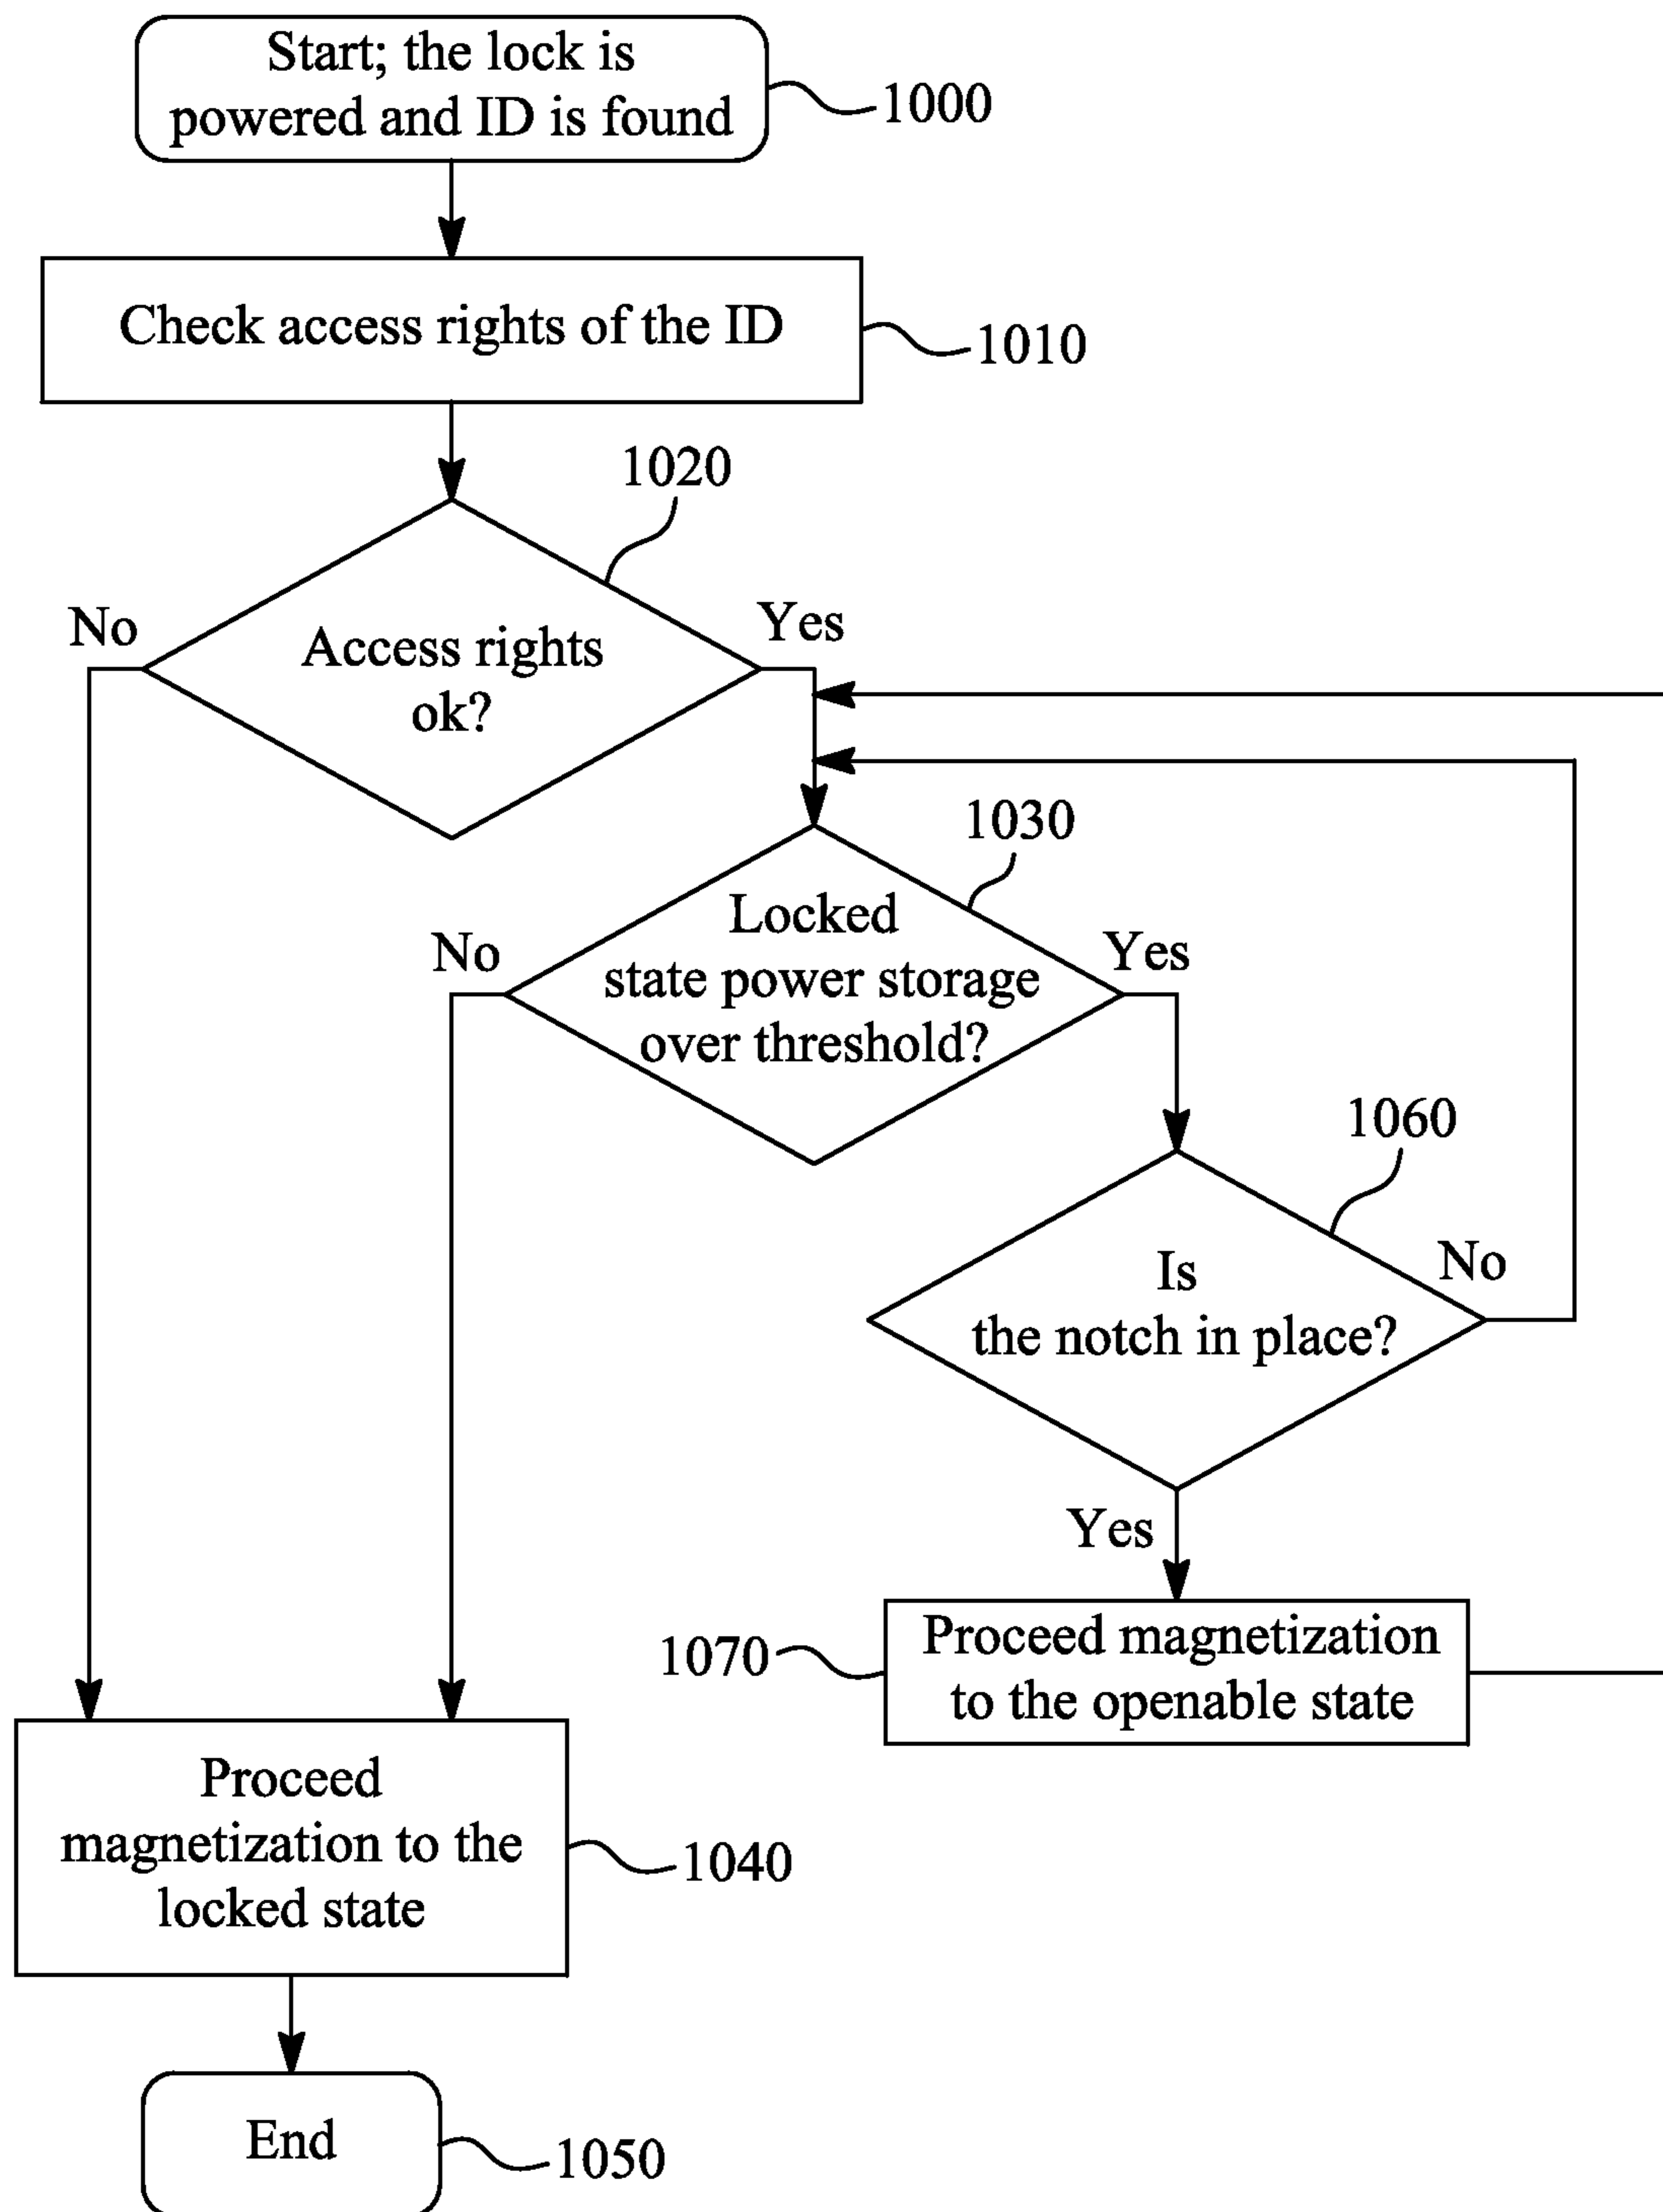 Start; the lock is
powered and ID is found
1000
Check access rights of the ID
1010
1020
No
Yes
Access rights
ok?
1030
No
Yes
Locked
state power storage
over threshold?
1060
No
Is
the notch in place?
Yes
1070
Proceed magnetization
to the openable state
Proceed
magnetization to the
locked state
1040
End
1050